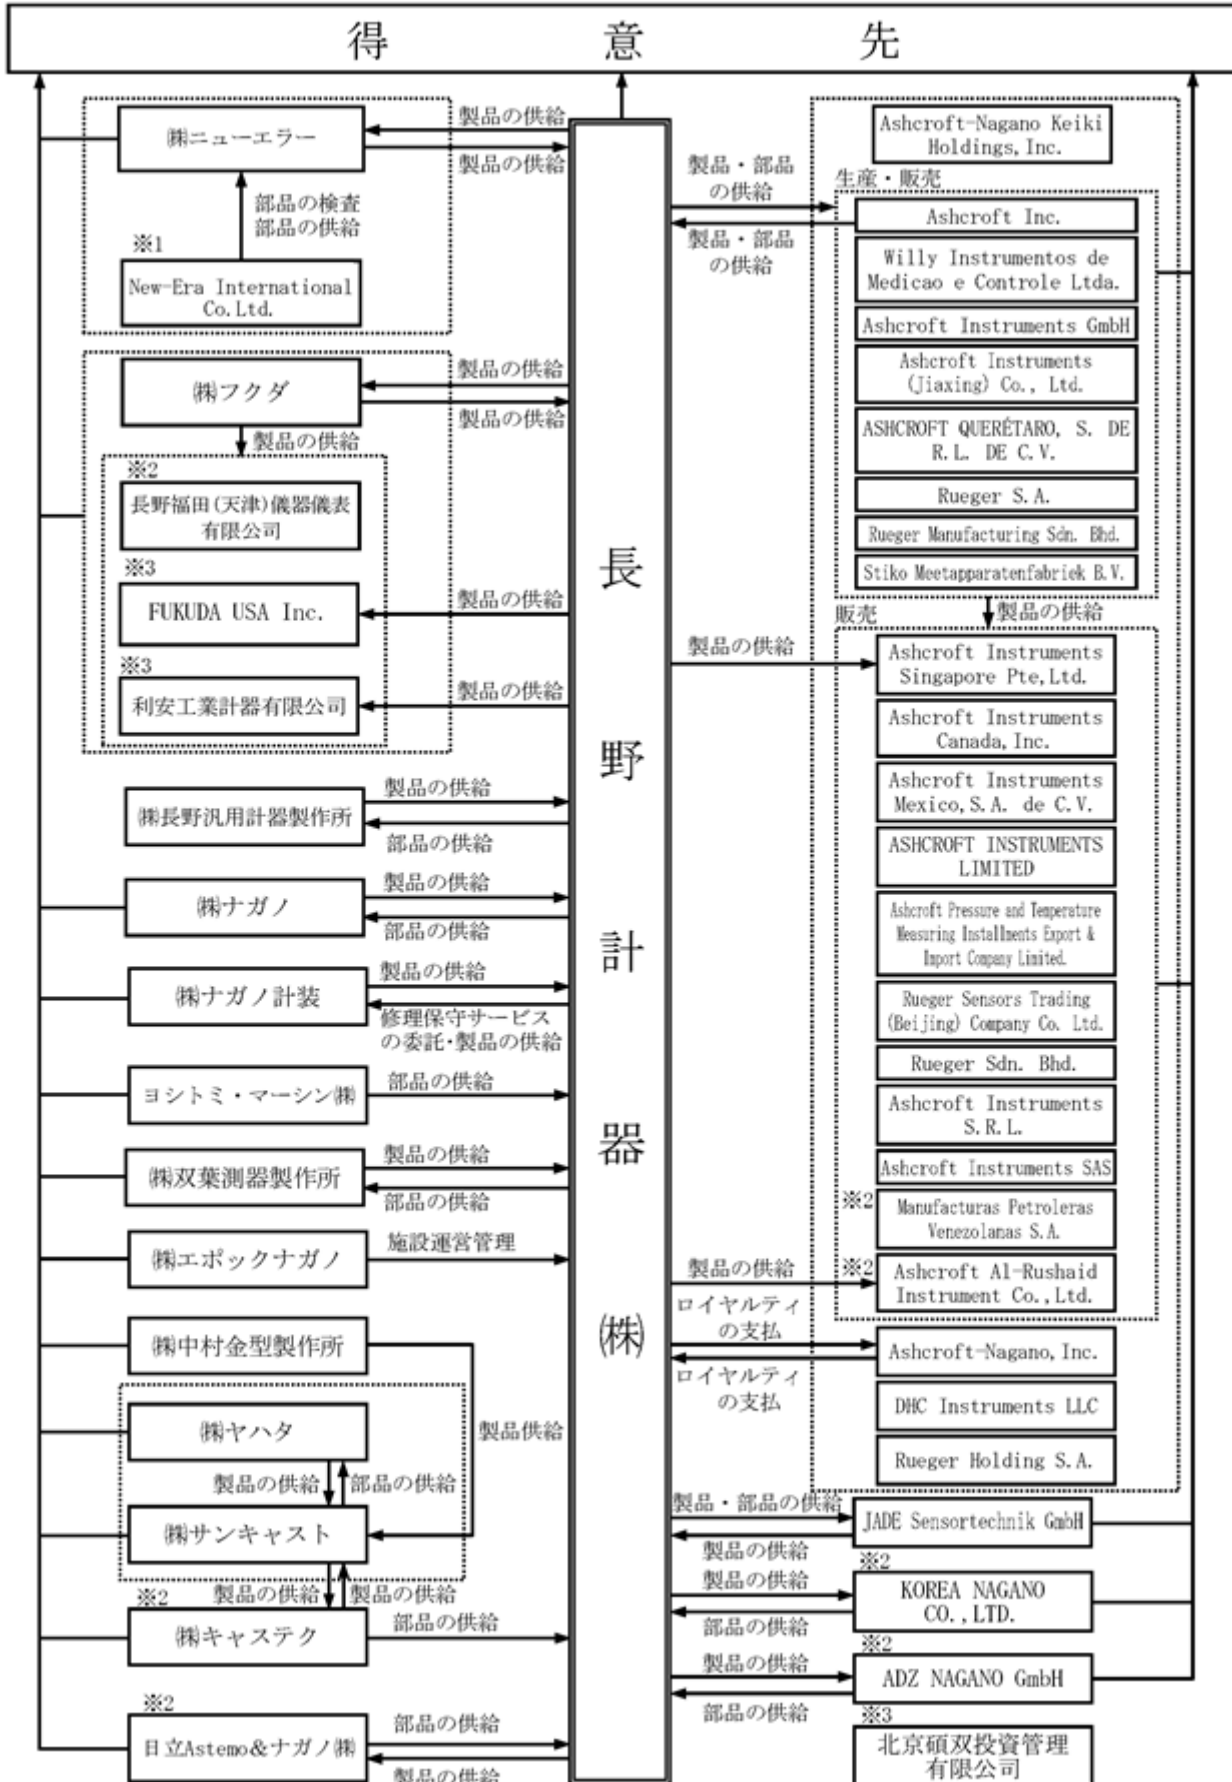 得意先
㈱ニューエラー
製品の供給
製品の供給
部品の検査
部品の供給
※1
New-Era International
Co.Ltd.
㈱フクダ
製品の供給
製品の供給
製品の供給
※2
長野福田(天津)儀器儀表
有限公司
※3
FUKUDA USA Inc.
製品の供給
※3
利安工業計器有限公司
製品の供給
㈱長野汎用計器製作所
製品の供給
部品の供給
㈱ナガノ
製品の供給
部品の供給
㈱ナガノ計装
製品の供給
修理保守サービス
の委託・製品の供給
ヨシトミ・マーシン㈱
部品の供給
㈱双葉測器製作所
製品の供給
部品の供給
㈱エポックナガノ
施設運営管理
㈱中村金型製作所
製品供給
㈱ヤハタ
製品の供給
部品の供給
㈱サンキャスト
製品の供給
製品の供給
※2
㈱キャステク
部品の供給
※2
日立Astemo&ナガノ㈱
部品の供給
製品の供給
長野計器㈱
Ashcroft-Nagano Keiki
Holdings,Inc.
製品・部品
の供給
製品・部品
の供給
生産・販売
Ashcroft Inc.
Willy Instrumentos de
Medicao e Controle Ltda.
Ashcroft Instruments GmbH
Ashcroft Instruments
(Jiaxing) Co., Ltd.
ASHCROFT QUERÉTARO, S. DE
R.L. DE C.V.
Rueger S.A.
Rueger Manufacturing Sdn. Bhd.
Stiko Meetapparatenfabriek B.V.
製品の供給
販売
製品の供給
Ashcroft Instruments
Singapore Pte,Ltd.
Ashcroft Instruments
Canada,Inc.
Ashcroft Instruments
Mexico,S.A. de C.V.
ASHCROFT INSTRUMENTS
LIMITED
Ashcroft Pressure and Temperature
Measuring Installments Export &
Import Company Limited.
Rueger Sensors Trading
(Beijing) Company Co. Ltd.
Rueger Sdn. Bhd.
Ashcroft Instruments
S.R.L.
Ashcroft Instruments SAS
※2
Manufacturas Petroleras
Venezolanas S.A.
※2
Ashcroft Al-Rushaid
Instrument Co.,Ltd.
製品の供給
ロイヤルティ
の支払
Ashcroft-Nagano,Inc.
ロイヤルティ
の支払
DHC Instruments LLC
Rueger Holding S.A.
製品・部品の供給
JADE Sensortechnik GmbH
製品の供給
※2
製品の供給
KOREA NAGANO
CO.,LTD.
部品の供給
※2
製品の供給
ADZ NAGANO GmbH
部品の供給
※3
北京碩双投資管理
有限公司